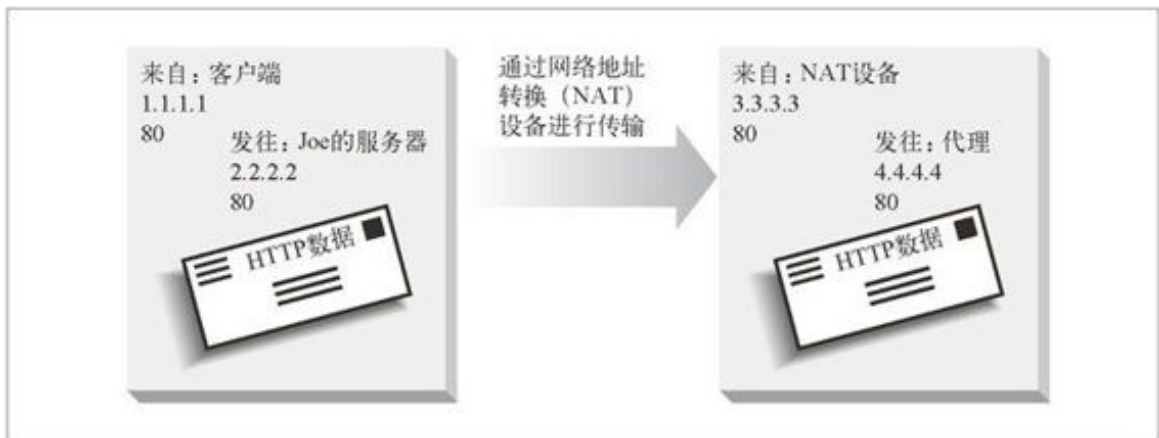 来自：客户端
1.1.1.1
80
发往：Joe的服务器
2.2.2.2
80
HTTP数据
通过网络地址
转换（NAT）
设备进行传输
来自：NAT设备
3.3.3.3
80
发往：代理
4.4.4.4
80
HTTP数据